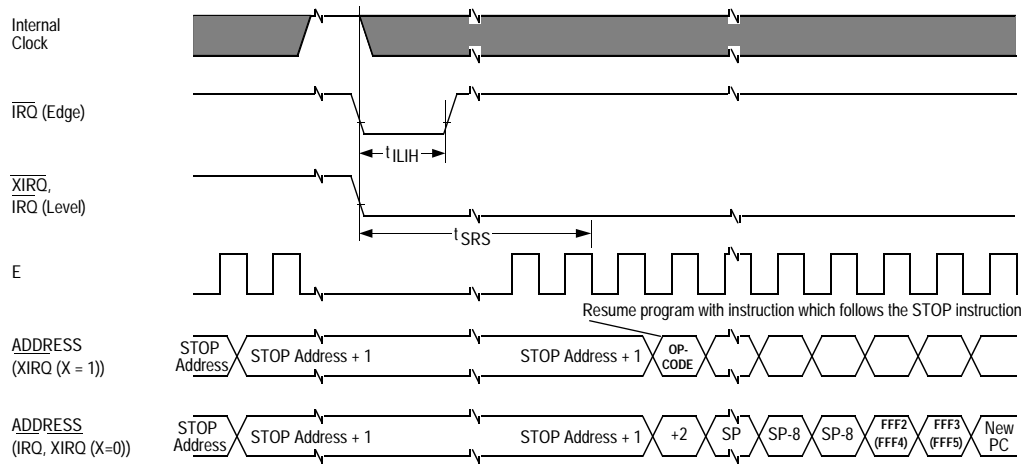 Internal
Clock
IRQ (Edge)
tILIH
XIRQ,
IRQ (Level)
tSRS
E
Resume program with instruction which follows the STOP instruction
ADDRESS
(XIRQ (X = 1))
STOP
Address
STOP Address + 1
STOP Address + 1
OP-
CODE
ADDRESS
(IRQ, XIRQ (X=0))
STOP
Address
STOP Address + 1
STOP Address + 1
+2
SP
SP-8
SP-8
FFF2
(FFF4)
FFF3
(FFF5)
New
PC